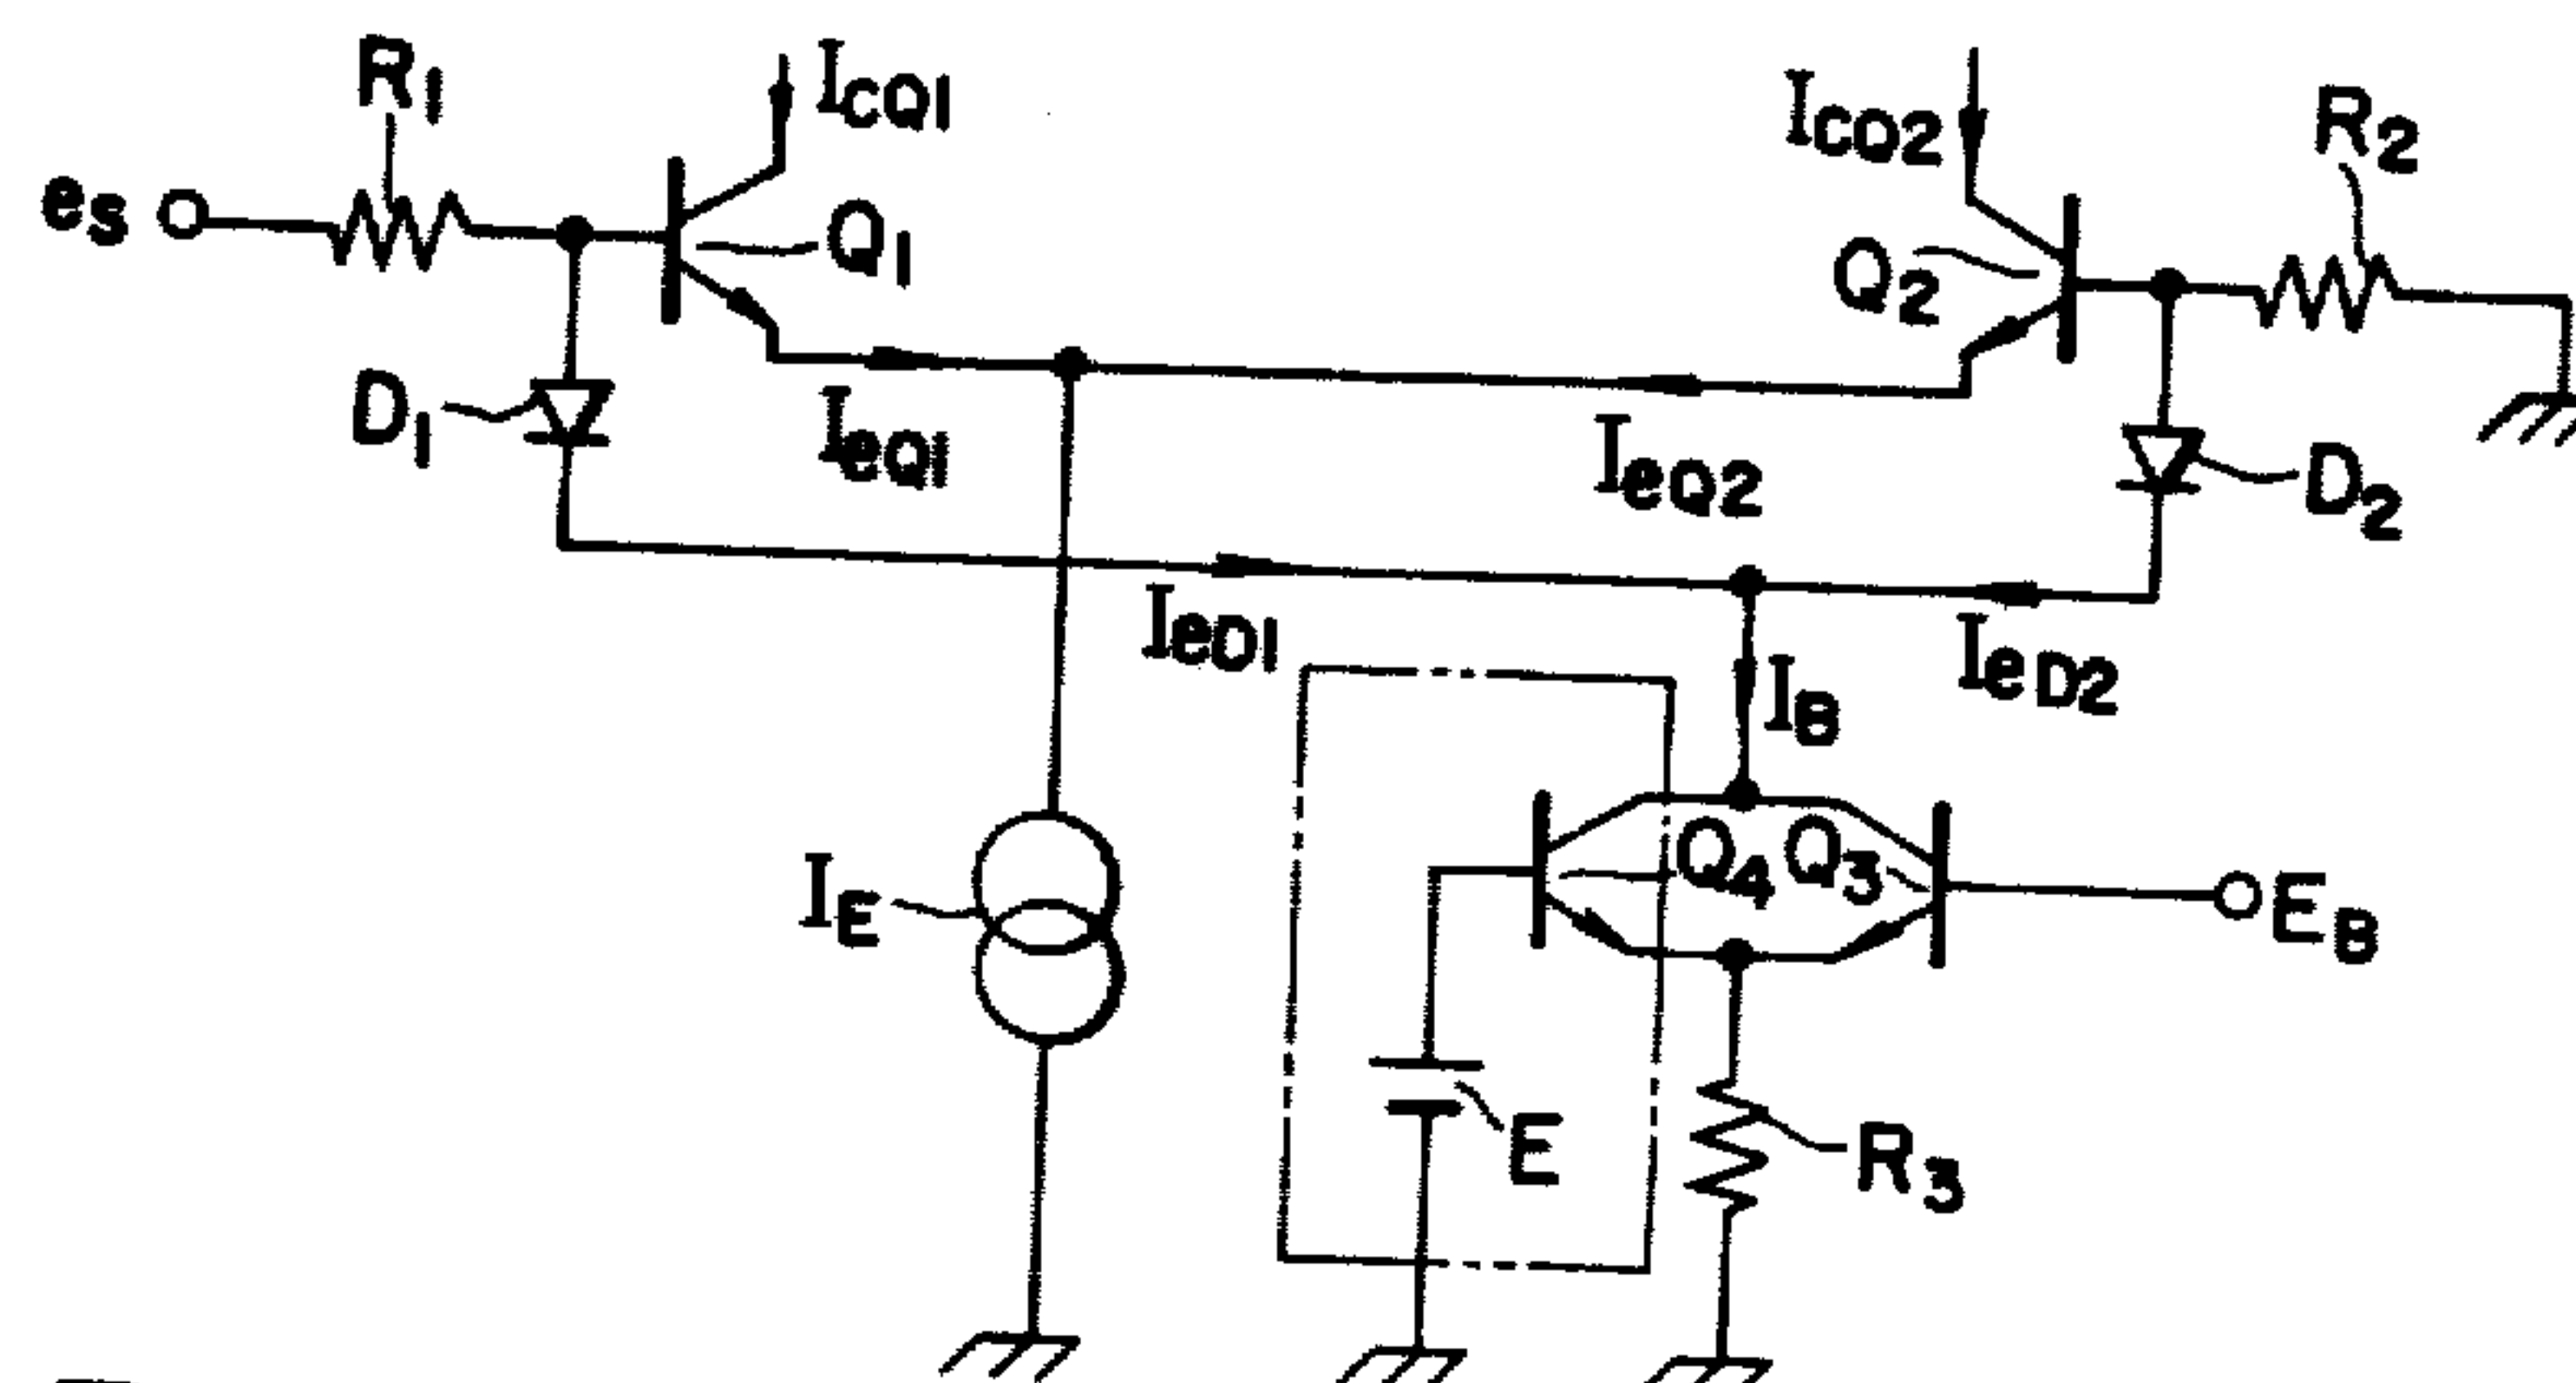 R1
IcQ1
IcQ2
R2
es
Q1
Q2
D1
IeQ1
IeQ2
D2
IeD1
IeD2
IB
IE
Q4
Q3
EB
E
R3